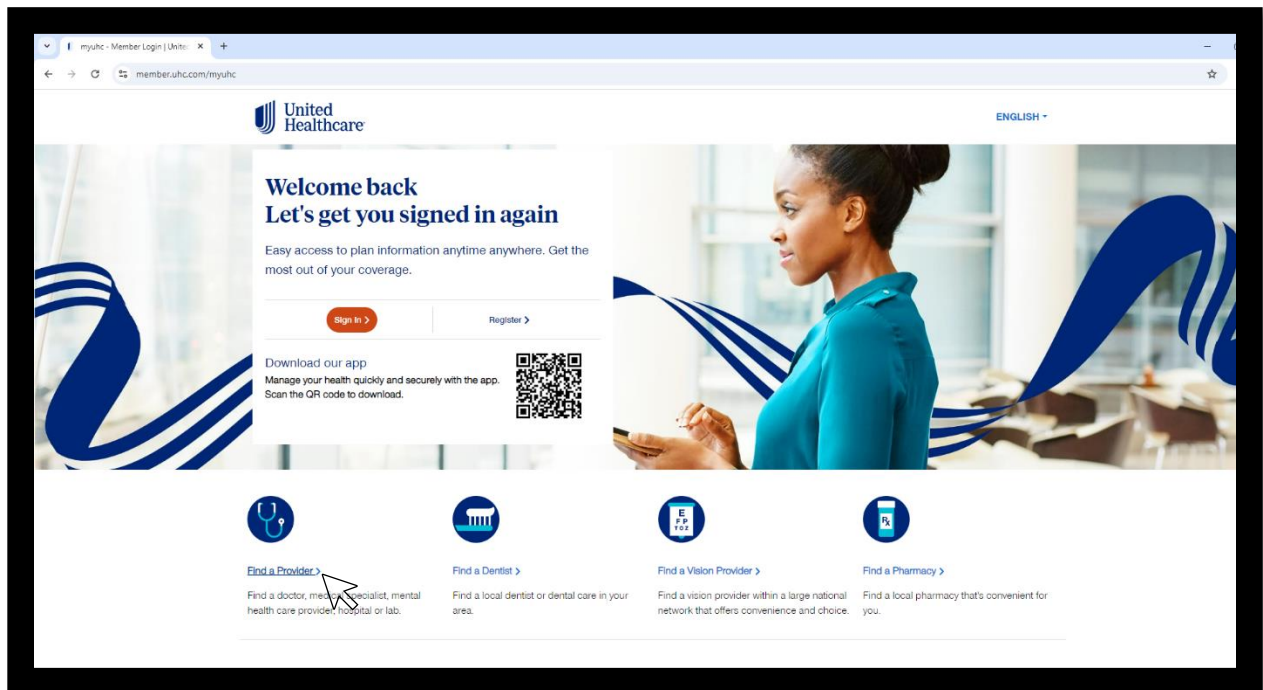 myuhc - Member Login | Unite
member.uhc.com/myuhc
United
Healthcare
ENGLISH
Welcome back
Let's get you signed in again
Easy access to plan information anytime anywhere. Get the
most out of your coverage.
Sign In
Register
Download our app
Manage your health quickly and securely with the app.
Scan the QR code to download.
E
F P
T O Z
Rx
Find a Provider
Find a Dentist
Find a Vision Provider
Find a Pharmacy
Find a doctor, medical specialist, mental
health care provider, hospital or lab.
Find a local dentist or dental care in your
area.
Find a vision provider within a large national
network that offers convenience and choice.
Find a local pharmacy that's convenient for
you.